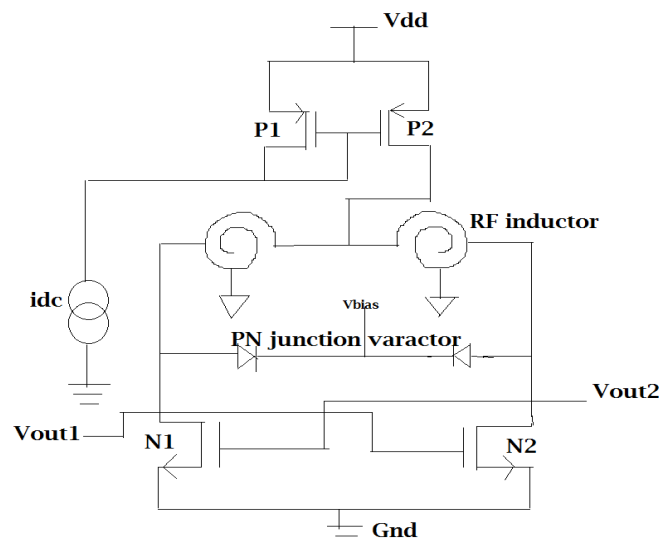 Vdd
P1
P2
RF inductor
idc
Vbias
PN junction varactor
Vout2
Vout1
N1
N2
Gnd